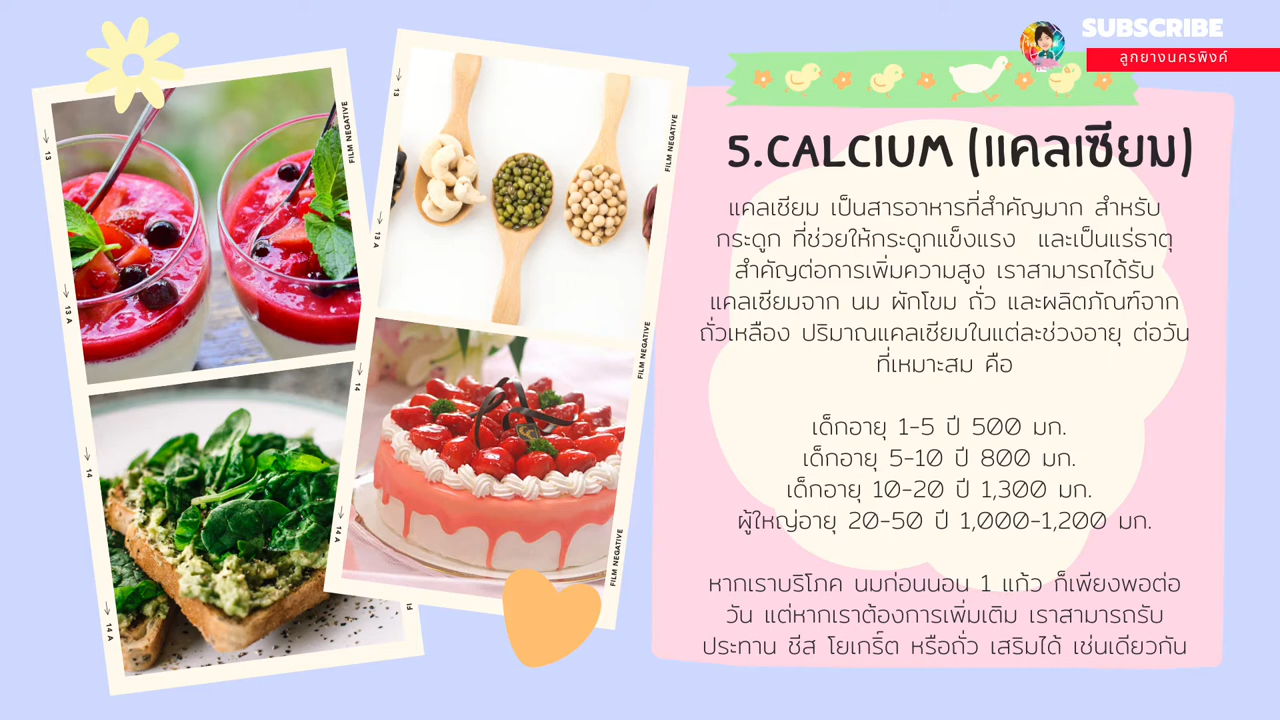 SUBSCRIBE
ลูกยางนครพิงค์
5.CALCIUM (แคลเซียม)
แคลเซียม เป็นสารอาหารที่สำคัญมาก สำหรับ
กระดูก ที่ช่วยให้กระดูกแข็งแรง และเป็นแร่ธาตุ
สำคัญต่อการเพิ่มความสูง เราสามารถได้รับ
แคลเซียมจาก นม ผักโขม ถั่ว และผลิตภัณฑ์จาก
ถั่วเหลือง ปริมาณแคลเซียมในแต่ละช่วงอายุ ต่อวัน
ที่เหมาะสม คือ
เด็กอายุ 1-5 ปี 500 มก.
เด็กอายุ 5-10 ปี 800 มก.
เด็กอายุ 10-20 ปี 1,300 มก.
ผู้ใหญ่อายุ 20-50 ปี 1,000-1,200 มก.
หากเราบริโภค นมก่อนนอน 1 แก้ว ก็เพียงพอต่อ
วัน แต่หากเราต้องการเพิ่มเติม เราสามารถรับ
ประทาน ชีส โยเกิร์ต หรือถั่ว เสริมได้ เช่นเดียวกัน
13
FILM NEGATIVE
13 A
14
14 A
13
FILM NEGATIVE
13 A
14
FILM NEGATIVE
14 A
FILM NEGATIVE